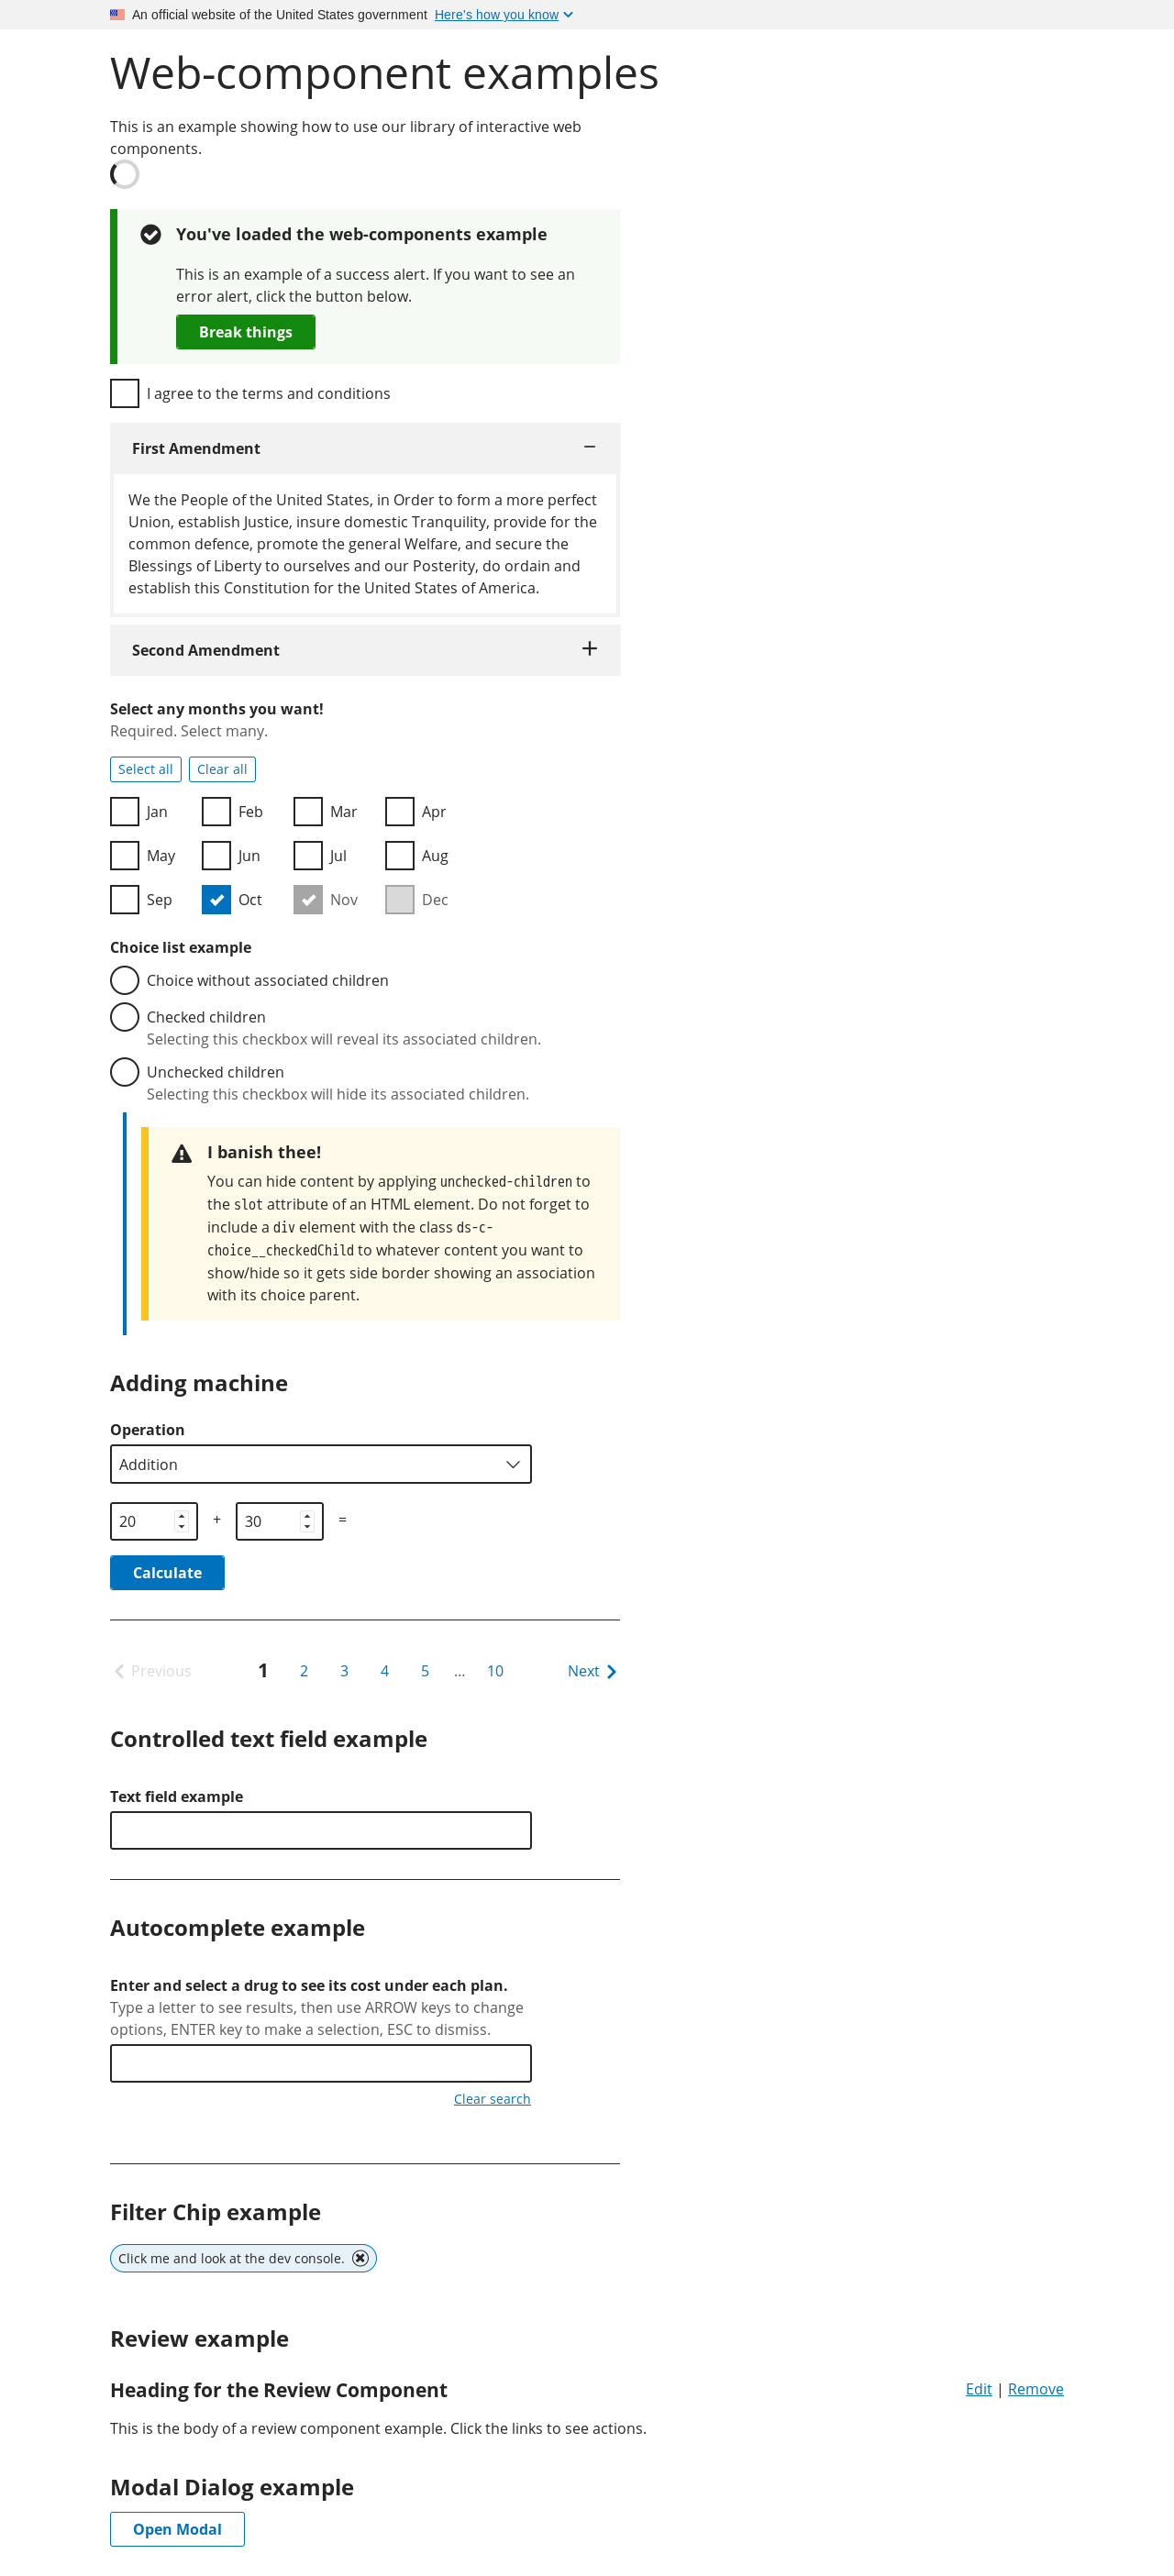 An official website of the United States government Here's how you know
Web-component examples
This is an example showing how to use our library of interactive web
components.
You've loaded the web-components example
This is an example of a success alert. If you want to see an
error alert, click the button below.
Break things
I agree to the terms and conditions
First Amendment
We the People of the United States, in Order to form a more perfect
Union, establish Justice, insure domestic Tranquility, provide for the
common defence, promote the general Welfare, and secure the
Blessings of Liberty to ourselves and our Posterity, do ordain and
establish this Constitution for the United States of America.
Second Amendment
Select any months you want!
Required. Select many.
Select all Clear all
Jan Feb Mar Apr
May Jun Jul Aug
Sep Oct Nov Dec
Choice list example
Choice without associated children
Checked children
Selecting this checkbox will reveal its associated children.
Unchecked children
Selecting this checkbox will hide its associated children.
I banish thee!
You can hide content by applying unchecked-children to
the slot attribute of an HTML element. Do not forget to
include a div element with the class ds-c-
choice__checkedChild to whatever content you want to
show/hide so it gets side border showing an association
with its choice parent.
Adding machine
Operation
Addition
20 + 30 =
Calculate
Previous 1 2 3 4 5 ... 10 Next
Controlled text field example
Text field example
Autocomplete example
Enter and select a drug to see its cost under each plan.
Type a letter to see results, then use ARROW keys to change
options, ENTER key to make a selection, ESC to dismiss.
Clear search
Filter Chip example
Click me and look at the dev console.
Review example
Heading for the Review Component Edit | Remove
This is the body of a review component example. Click the links to see actions.
Modal Dialog example
Open Modal